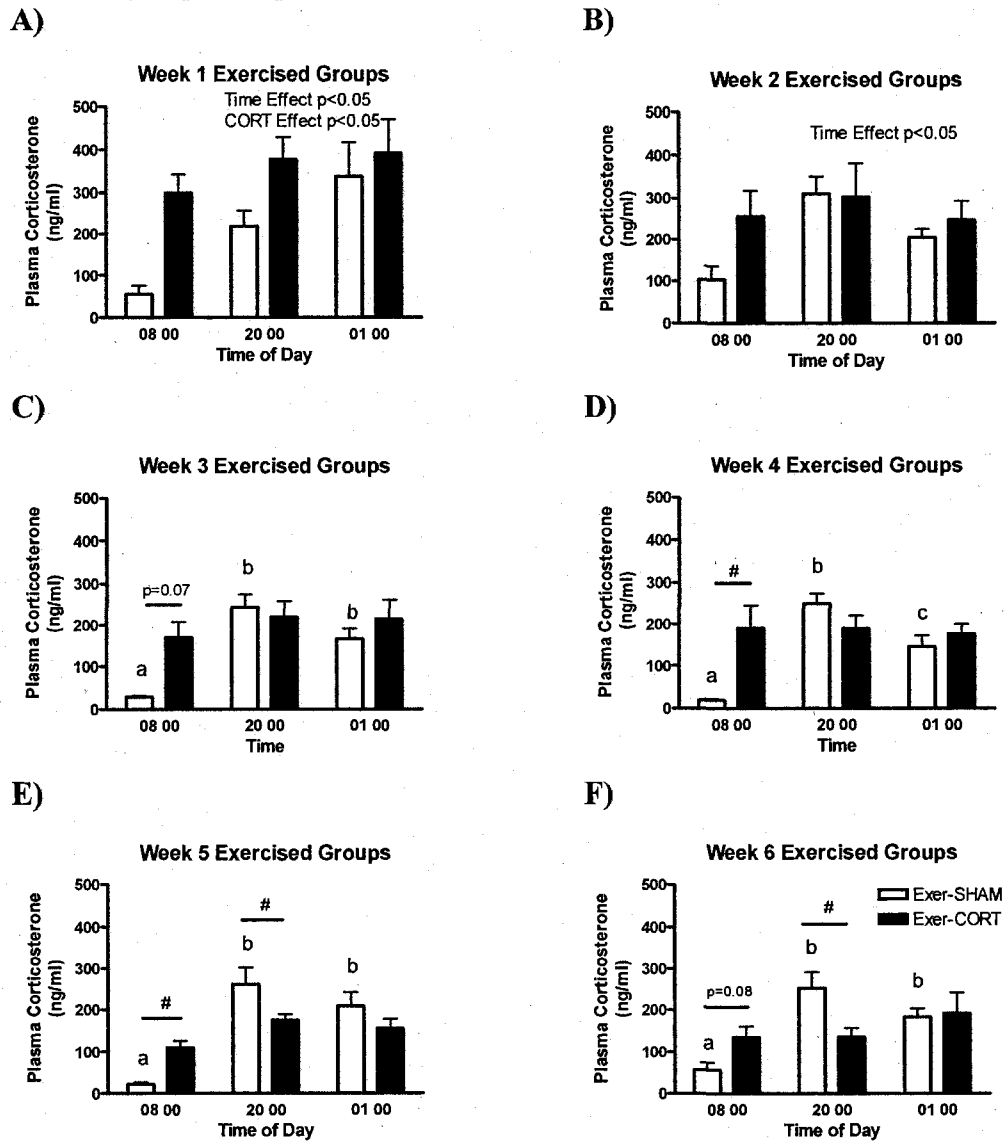 A)
Week 1 Exercised Groups
Time Effect p<0.05
CORT Effect p<0.05
Plasma Corticosterone
(ng/ml)
500
400
300
200
100
0
08 00
20 00
01 00
Time of Day
B)
Week 2 Exercised Groups
Time Effect p<0.05
Plasma Corticosterone
(ng/ml)
500
400
300
200
100
0
08 00
20 00
01 00
Time of Day
C)
Week 3 Exercised Groups
Plasma Corticosterone
(ng/ml)
500
400
300
200
100
0
p=0.07
a
b
b
08 00
20 00
01 00
Time
D)
Week 4 Exercised Groups
Plasma Corticosterone
(ng/ml)
500
400
300
200
100
0
#
a
b
c
08 00
20 00
01 00
Time
E)
Week 5 Exercised Groups
Plasma Corticosterone
(ng/ml)
500
400
300
200
100
0
#
a
#
b
b
08 00
20 00
01 00
Time of Day
F)
Week 6 Exercised Groups
Exer-SHAM
Exer-CORT
Plasma Corticosterone
(ng/ml)
500
400
300
200
100
0
p=0.08
a
#
b
b
08 00
20 00
01 00
Time of Day